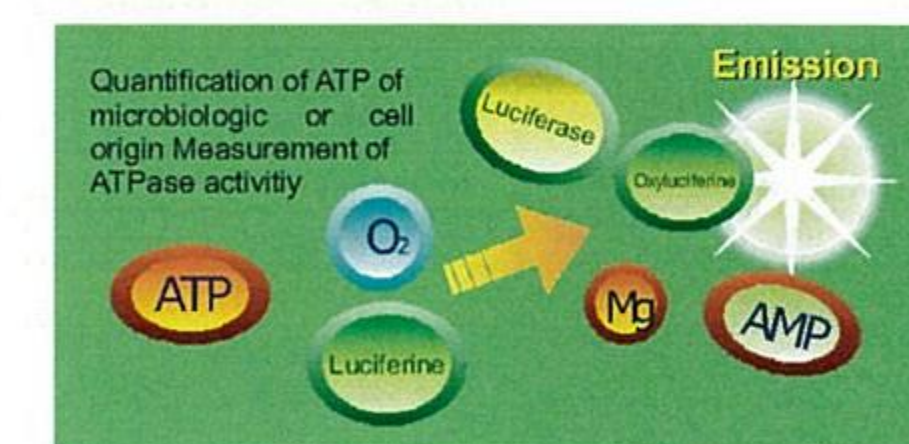 Quantification of ATP of
microbiologic or cell
origin Measurement of
ATPase activitiy
Emission
Luciferase
Oxyluciferine
O₂
ATP
Mg
AMP
Luciferine